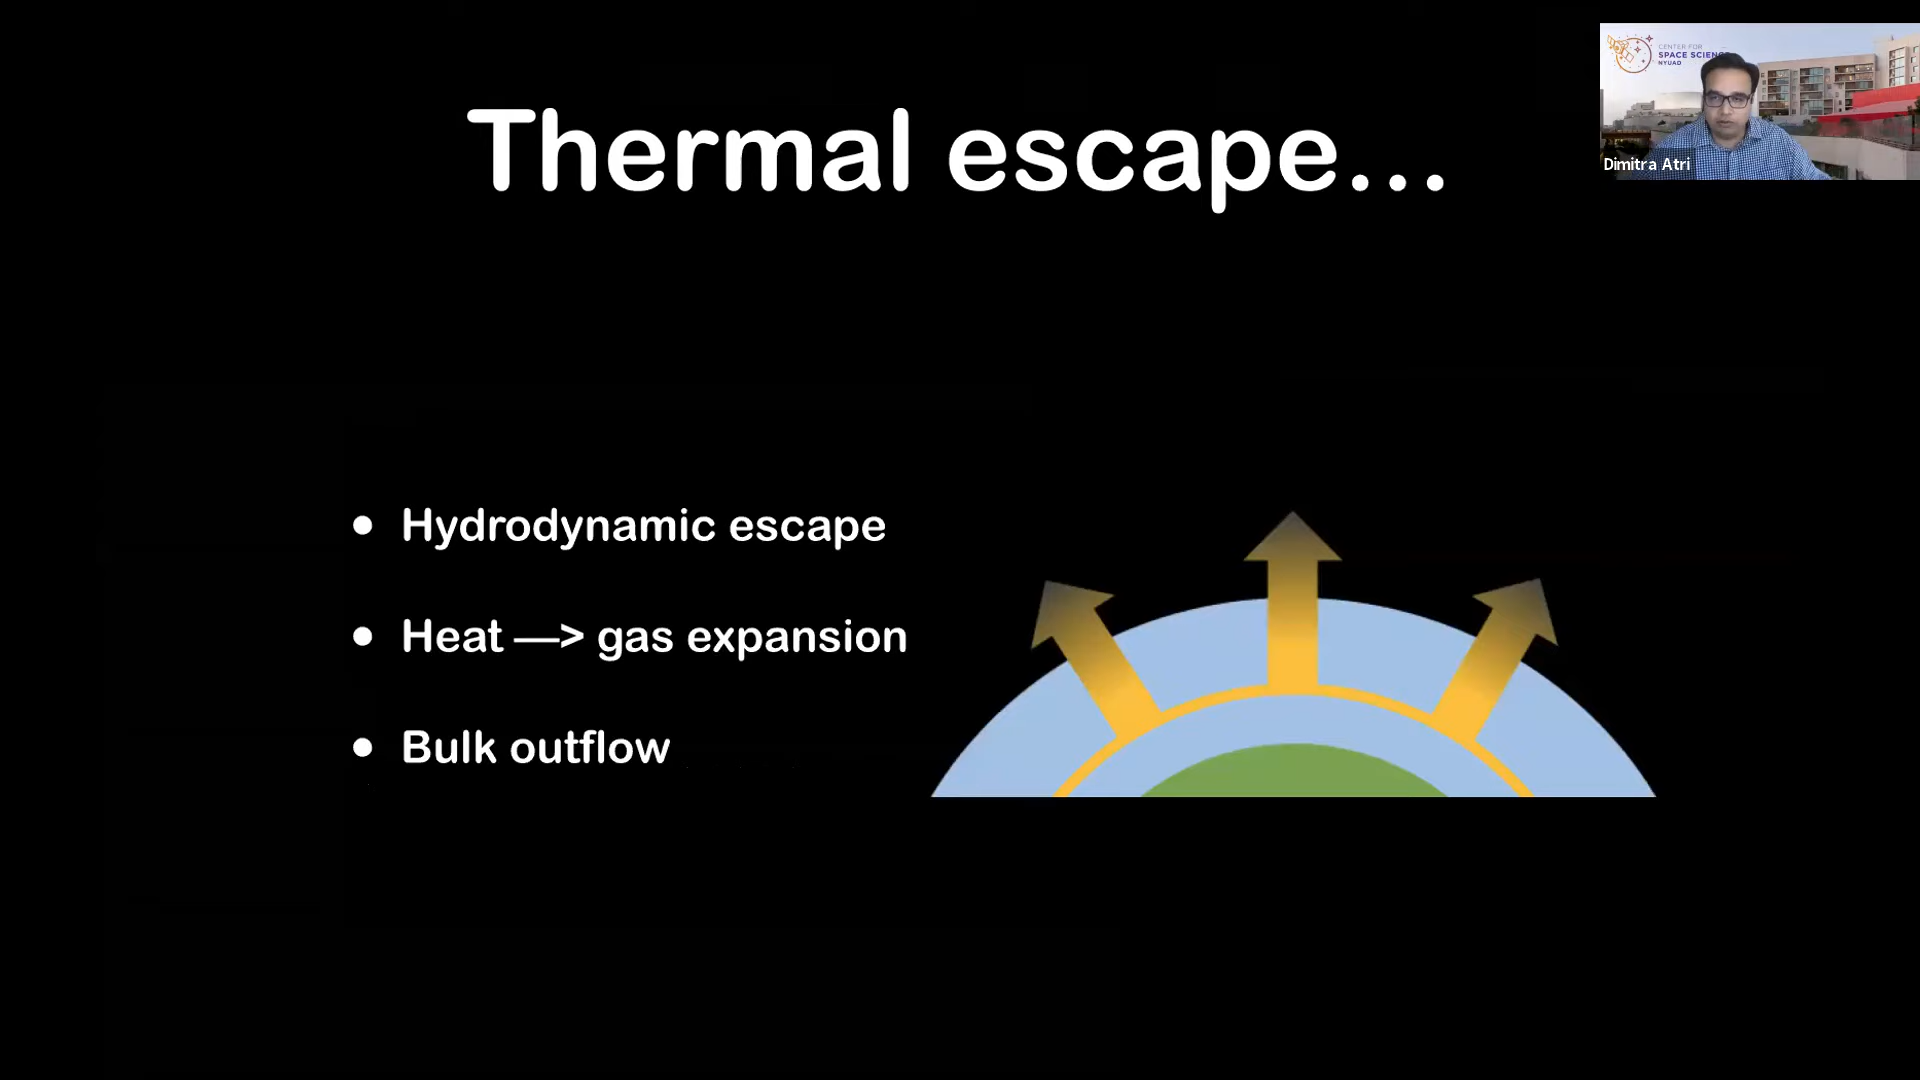 Thermal escape...
CENTER FOR
SPACE SCIENCE
NYUAD
Dimitra Atri
● Hydrodynamic escape
● Heat —> gas expansion
● Bulk outflow